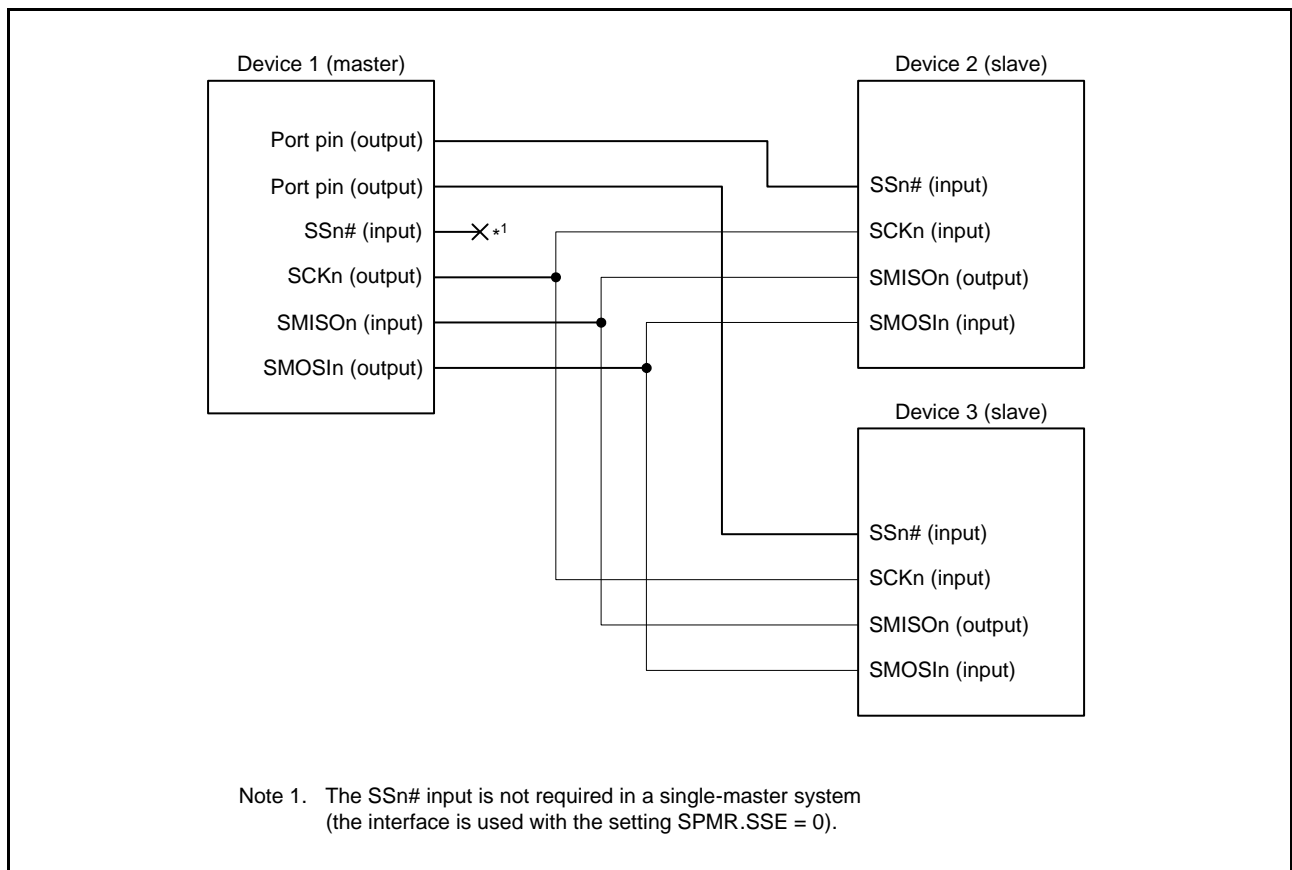 Device 1 (master)
Port pin (output)
Port pin (output)
SSn# (input)
*1
SCKn (output)
SMISOn (input)
SMOSIn (output)
Device 2 (slave)
SSn# (input)
SCKn (input)
SMISOn (output)
SMOSIn (input)
Device 3 (slave)
SSn# (input)
SCKn (input)
SMISOn (output)
SMOSIn (input)
Note 1. The SSn# input is not required in a single-master system
(the interface is used with the setting SPMR.SSE = 0).